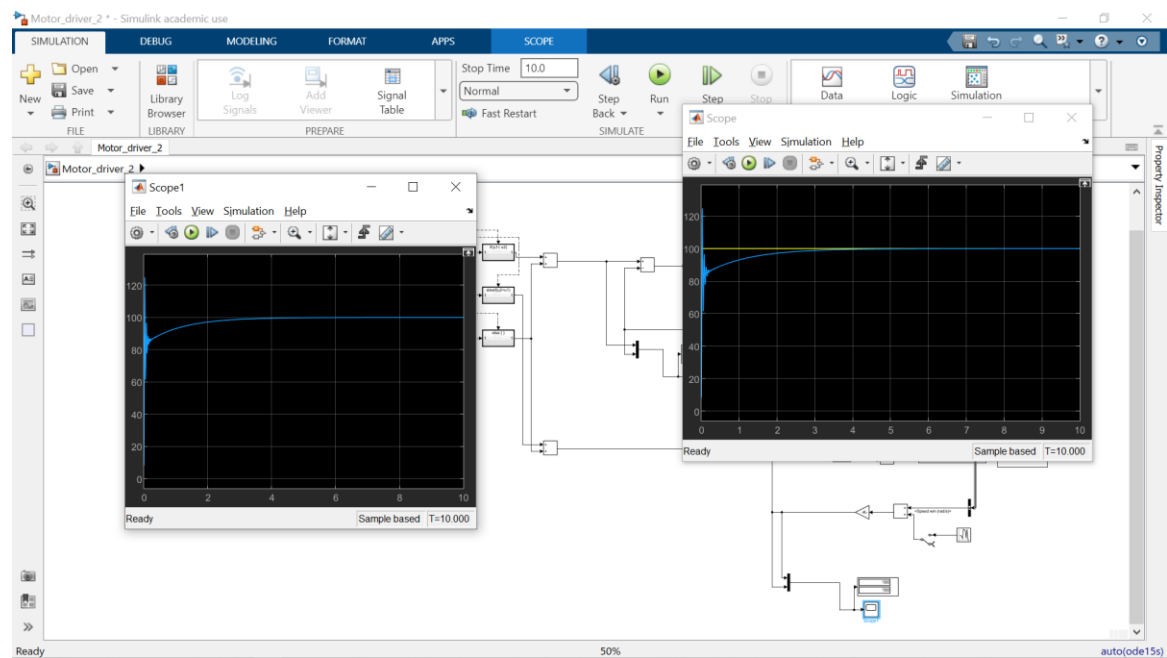 Motor_driver_2 * - Simulink academic use
SIMULATION DEBUG MODELING FORMAT APPS SCOPE
New
Open
Save
Print
FILE
Library
Browser
LIBRARY
Log
Signals
Add
Viewer
Signal
Table
PREPARE
Stop Time 10.0
Normal
Fast Restart
Step
Back
Run
Step
Stop
SIMULATE
Data
Logic
Simulation
Motor_driver_2
Motor_driver_2
Property Inspector
Scope1
File Tools View Simulation Help
120
100
80
60
40
20
0
0 2 4 6 8 10
Ready Sample based T=10.000
Scope
File Tools View Simulation Help
120
100
80
60
40
20
0
0 1 2 3 4 5 6 7 8 9 10
Ready Sample based T=10.000
<Speed wm (rad/s)>
Ready 50% auto(ode15s)